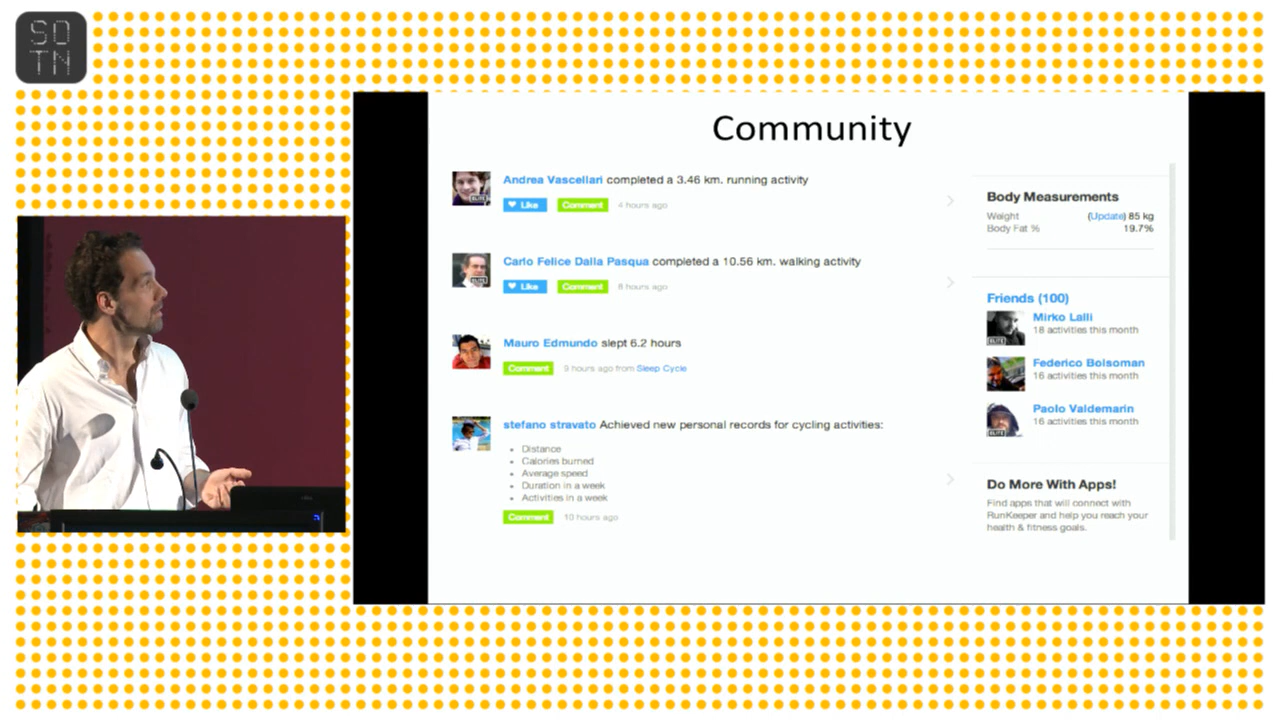 SO
TN
Community
Andrea Vascellari completed a 3.46 km. running activity
Like Comment 4 hours ago
Carlo Felice Dalla Pasqua completed a 10.56 km. walking activity
Like Comment 8 hours ago
Mauro Edmundo slept 6.2 hours
Comment 9 hours ago from Sleep Cycle
stefano stravato Achieved new personal records for cycling activities:
Distance
Calories burned
Average speed
Duration in a week
Activities in a week
Comment 10 hours ago
Body Measurements
Weight (Update) 85 kg
Body Fat % 19.7%
Friends (100)
Mirko Lalli
18 activities this month
ELITE
Federico Bolsoman
16 activities this month
Paolo Valdemarin
16 activities this month
ELITE
Do More With Apps!
Find apps that will connect with
RunKeeper and help you reach your
health & fitness goals.